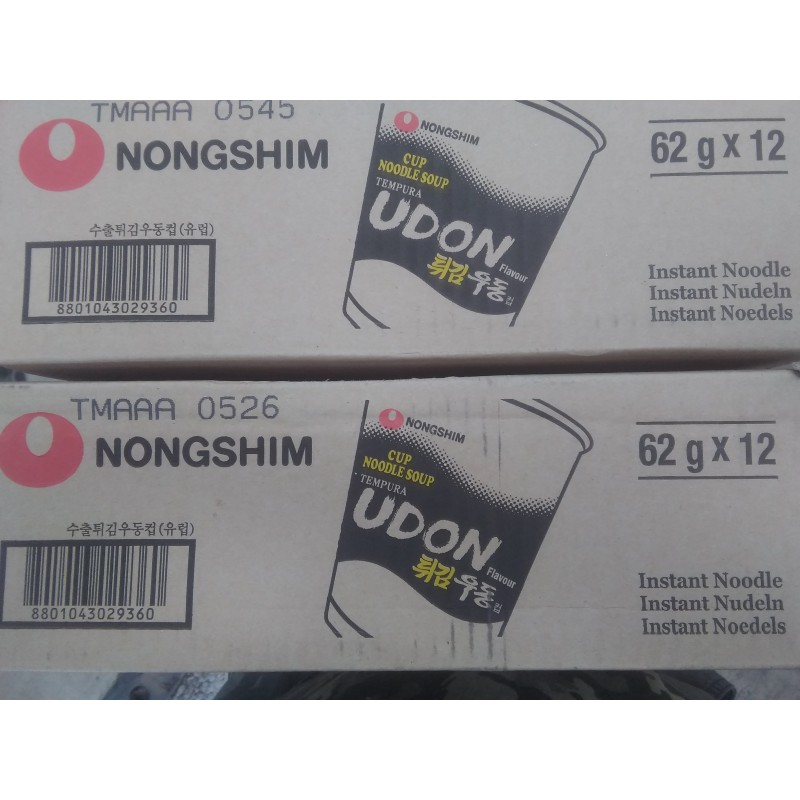 TMAAA 0545
NONGSHIM
수출튀김우동컵(유럽)
8801043029360
NONGSHIM
CUP
NOODLE SOUP
TEMPURA
UDON
Flavour
튀김우동컵
62 g x 12
Instant Noodle
Instant Nudeln
Instant Noedels
TMAAA 0526
NONGSHIM
수출튀김우동컵(유럽)
8801043029360
NONGSHIM
CUP
NOODLE SOUP
TEMPURA
UDON
Flavour
튀김우동컵
62 g x 12
Instant Noodle
Instant Nudeln
Instant Noedels